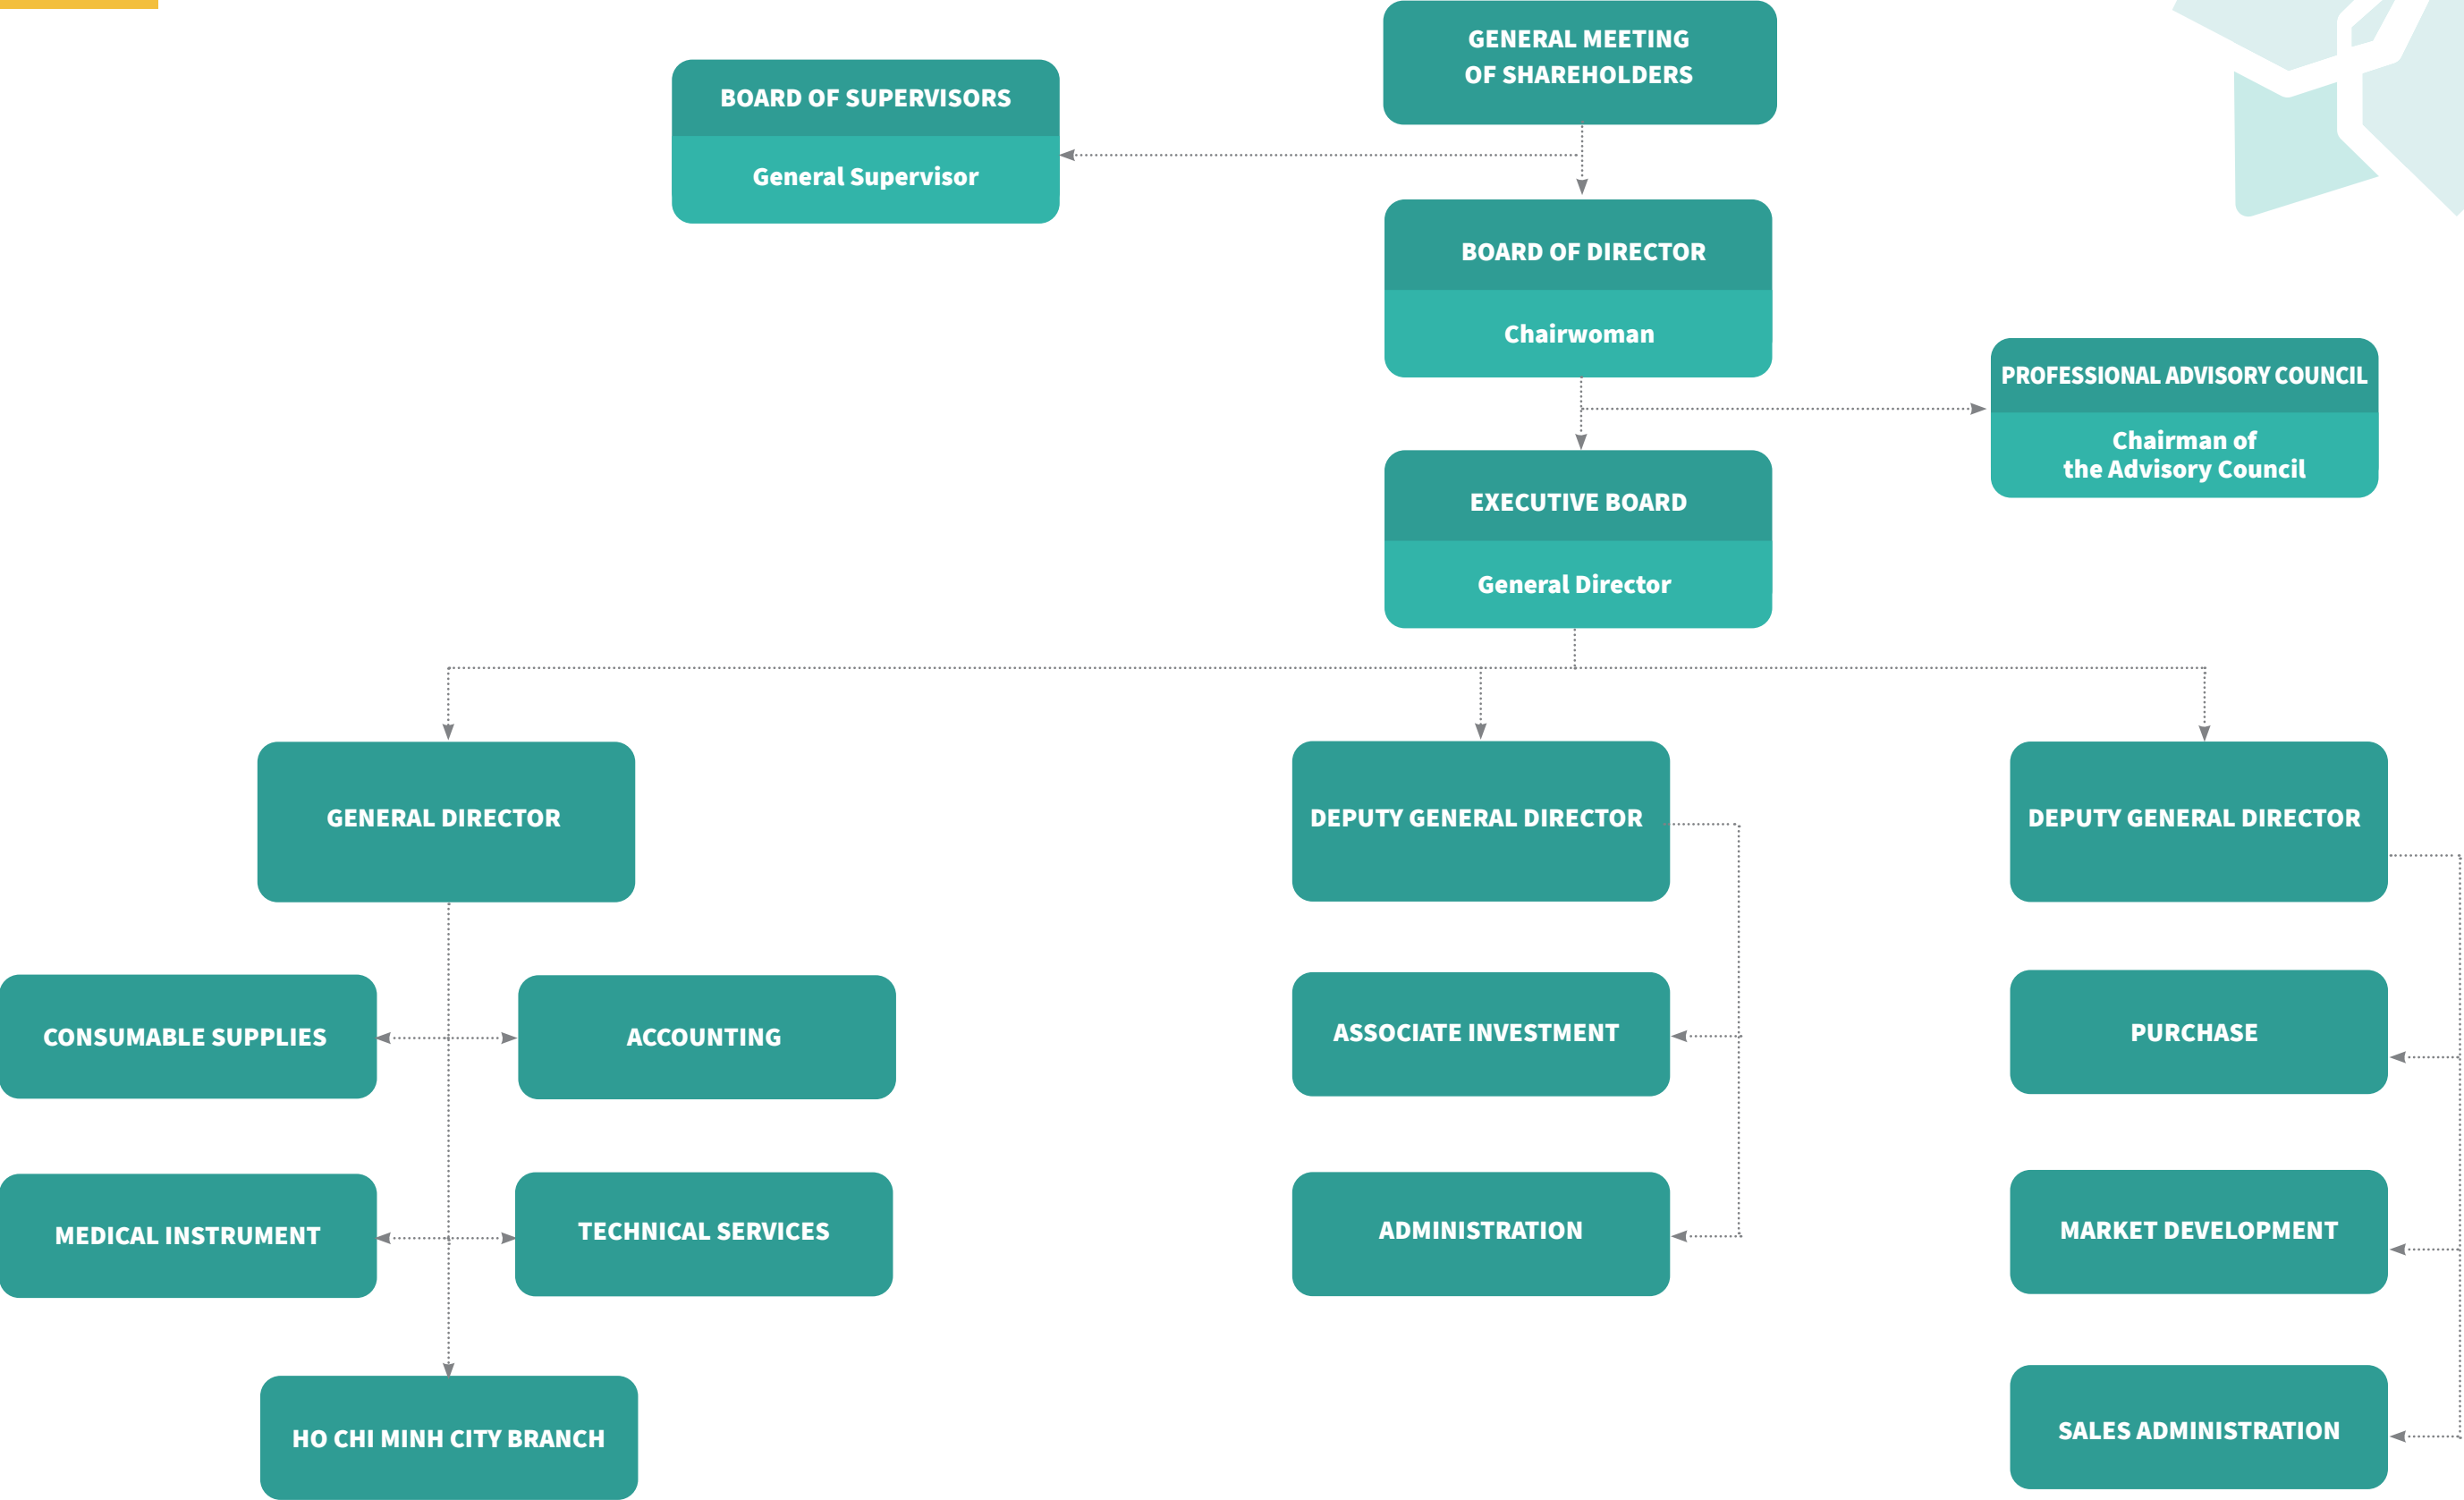 GENERAL MEETING
OF SHAREHOLDERS
BOARD OF SUPERVISORS
General Supervisor
BOARD OF DIRECTOR
Chairwoman
PROFESSIONAL ADVISORY COUNCIL
Chairman of
the Advisory Council
EXECUTIVE BOARD
General Director
GENERAL DIRECTOR
DEPUTY GENERAL DIRECTOR
DEPUTY GENERAL DIRECTOR
CONSUMABLE SUPPLIES
ACCOUNTING
ASSOCIATE INVESTMENT
PURCHASE
MEDICAL INSTRUMENT
TECHNICAL SERVICES
ADMINISTRATION
MARKET DEVELOPMENT
HO CHI MINH CITY BRANCH
SALES ADMINISTRATION